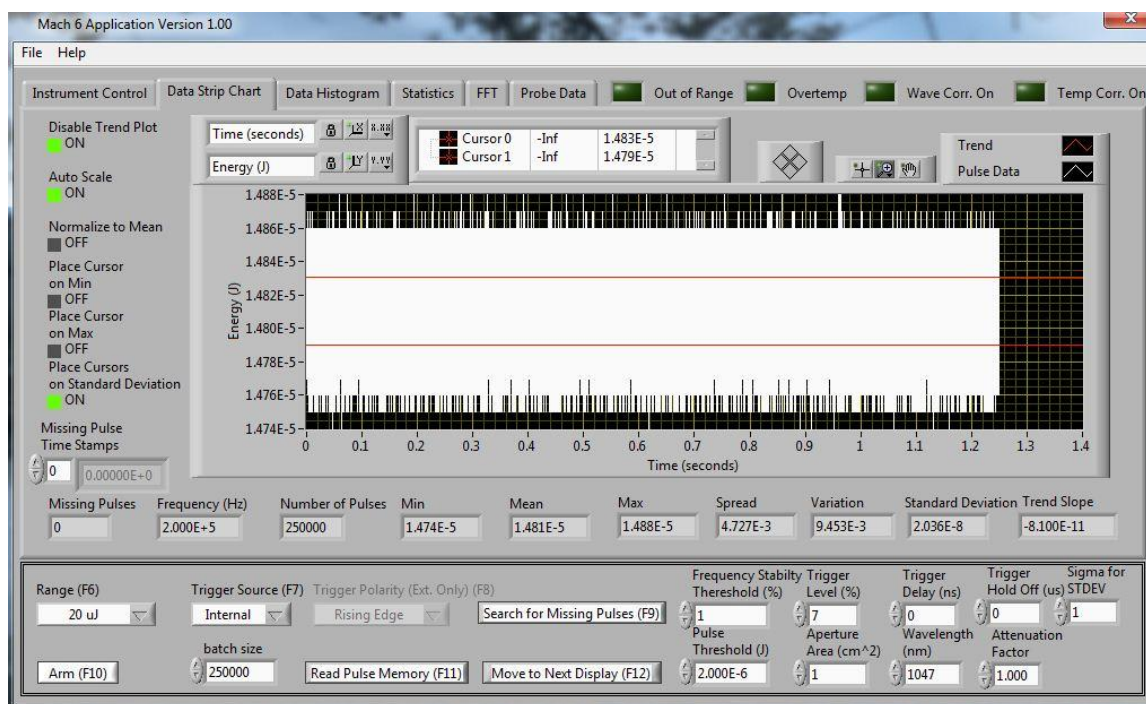 Mach 6 Application Version 1.00
File Help
Instrument Control Data Strip Chart Data Histogram Statistics FFT Probe Data Out of Range Overtemp Wave Corr. On Temp Corr. On
Disable Trend Plot
ON
Auto Scale
ON
Normalize to Mean
OFF
Place Cursor
on Min
OFF
Place Cursor
on Max
OFF
Place Cursors
on Standard Deviation
ON
Missing Pulse
Time Stamps
0 0.00000E+0
Time (seconds)
Energy (J)
Cursor 0 -Inf 1.483E-5
Cursor 1 -Inf 1.479E-5
Trend
Pulse Data
1.488E-5
1.486E-5
1.484E-5
1.482E-5
1.480E-5
1.478E-5
1.476E-5
1.474E-5
Energy (J)
0 0.1 0.2 0.3 0.4 0.5 0.6 0.7 0.8 0.9 1 1.1 1.2 1.3 1.4
Time (seconds)
Missing Pulses Frequency (Hz) Number of Pulses Min Mean Max Spread Variation Standard Deviation Trend Slope
0 2.000E+5 250000 1.474E-5 1.481E-5 1.488E-5 4.727E-3 9.453E-3 2.036E-8 -8.100E-11
Range (F6)
20 uJ
Trigger Source (F7)
Internal
Trigger Polarity (Ext. Only) (F8)
Rising Edge
Search for Missing Pulses (F9)
Frequency Stabilty
Thereshold (%)
1
Trigger
Level (%)
7
Trigger
Delay (ns)
0
Trigger
Hold Off (us)
0
Sigma for
STDEV
1
Arm (F10)
batch size
250000
Read Pulse Memory (F11)
Move to Next Display (F12)
Pulse
Threshold (J)
2.000E-6
Aperture
Area (cm^2)
1
Wavelength
(nm)
1047
Attenuation
Factor
1.000